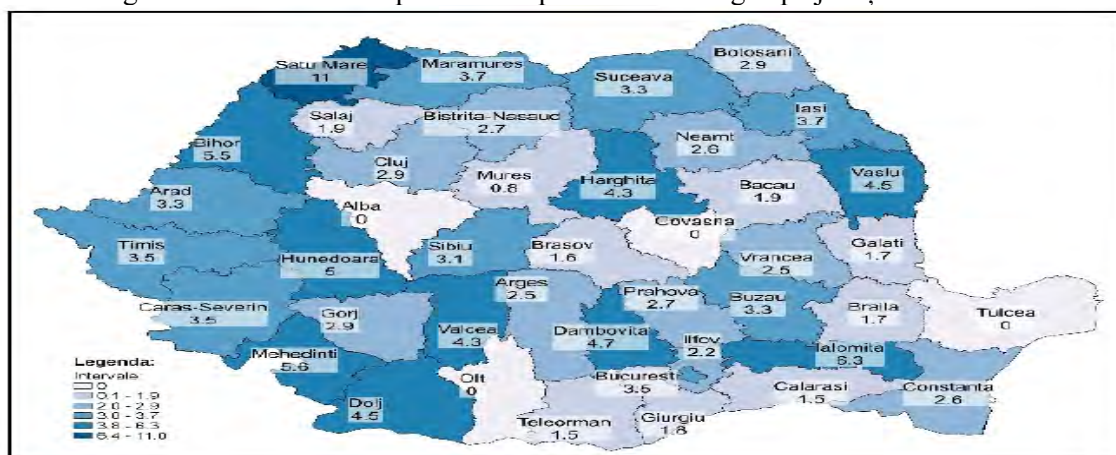 Botosani
2.9
Satu Mare
11
Maramures
3.7
Suceava
3.3
Iasi
3.7
Salaj
1.9
Bistrita-Nasaud
2.7
Neamt
2.6
Bihor
5.5
Cluj
2.9
Mures
0.8
Harghita
4.3
Bacau
1.9
Vaslui
4.5
Arad
3.3
Alba
0
Covasna
0
Timis
3.5
Hunedoara
5
Sibiu
3.1
Brasov
1.6
Vrancea
2.5
Galati
1.7
Caras-Severin
3.5
Gorj
2.9
Valcea
4.3
Arges
2.5
Prahova
2.7
Dambovita
4.7
Buzau
3.3
Braila
1.7
Tulcea
0
Mehedinti
5.6
Olt
0
Ilfov
2.2
Bucuresti
3.5
Ialomita
6.3
Calarasi
1.5
Constanta
2.6
Dolj
4.5
Teleorman
1.5
Giurgiu
1.8
Legenda:
Intervale
0
0.1 - 1.9
2.0 - 2.9
3.0 - 3.7
3.8 - 6.3
6.4 - 11.0